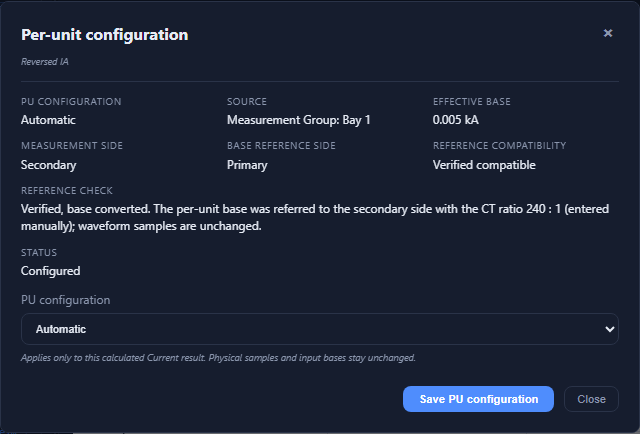 Per-unit configuration
×
Reversed IA
PU CONFIGURATION
Automatic
SOURCE
Measurement Group: Bay 1
EFFECTIVE BASE
0.005 kA
MEASUREMENT SIDE
Secondary
BASE REFERENCE SIDE
Primary
REFERENCE COMPATIBILITY
Verified compatible
REFERENCE CHECK
Verified, base converted. The per-unit base was referred to the secondary side with the CT ratio 240 : 1 (entered
manually); waveform samples are unchanged.
STATUS
Configured
PU configuration
Automatic
Applies only to this calculated Current result. Physical samples and input bases stay unchanged.
Save PU configuration
Close